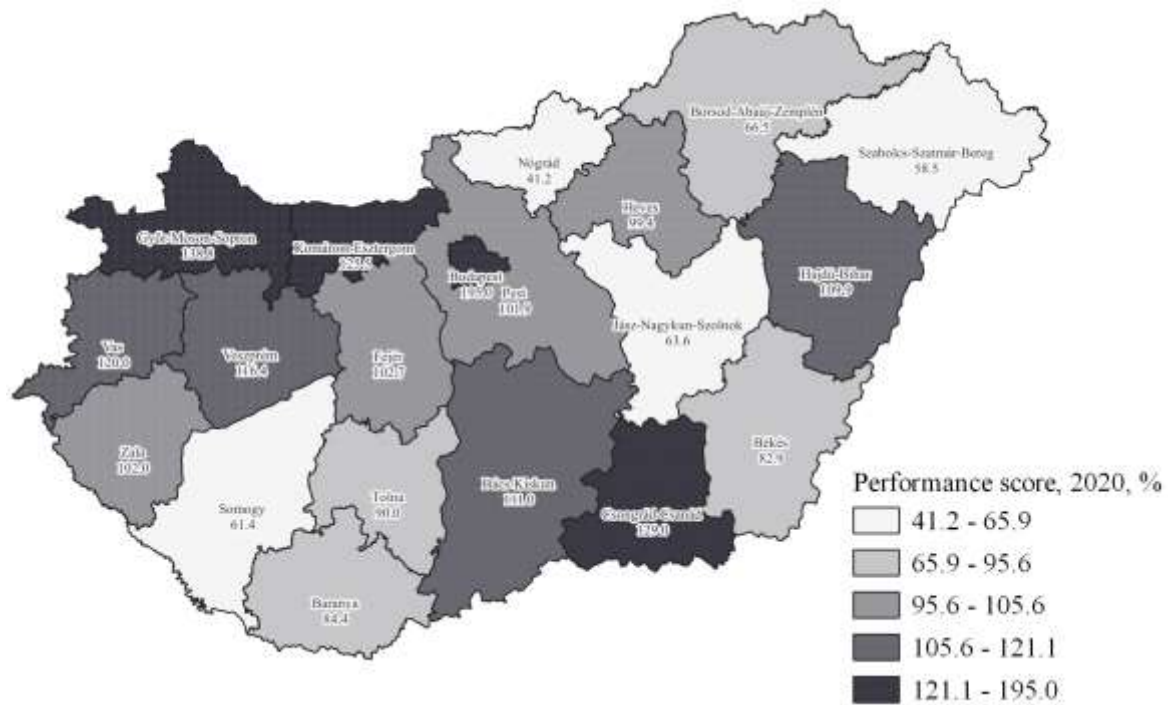 Borsod-Abaúj-Zemplén
66.5
Szabolcs-Szatmár-Bereg
58.5
Nógrád
41.2
Heves
99.4
Győr-Moson-Sopron
138.8
Komárom-Esztergom
125.5
Budapest
195.0
Pest
101.9
Hajdú-Bihar
109.9
Jász-Nagykun-Szolnok
63.6
Vas
120.0
Veszprém
116.4
Fejér
102.7
Zala
102.0
Békés
82.9
Somogy
61.4
Tolna
90.0
Bács-Kiskun
111.0
Csongrád-Csanád
129.0
Baranya
84.4
Performance score, 2020, %
41.2 - 65.9
65.9 - 95.6
95.6 - 105.6
105.6 - 121.1
121.1 - 195.0